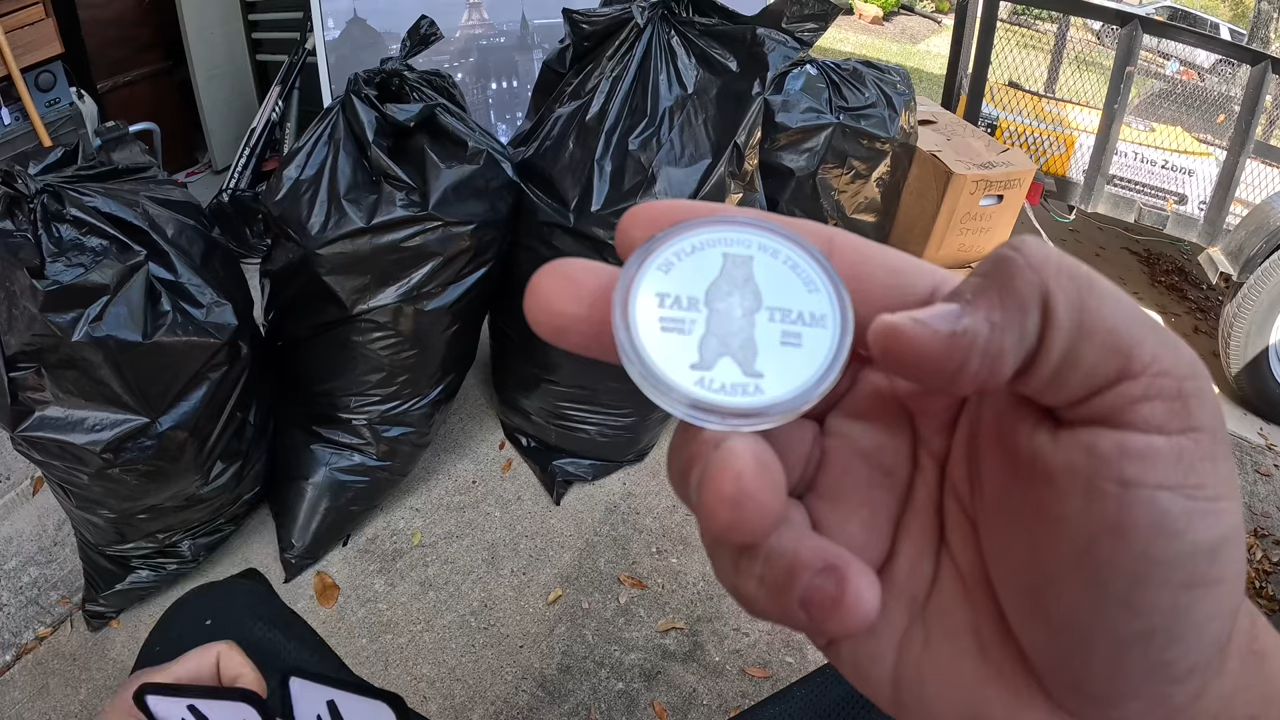 IN PLANNING WE TRUST
TAR TEAM
ALASKA
J. PETERSEN
OASIS
STUFF
In The Zone